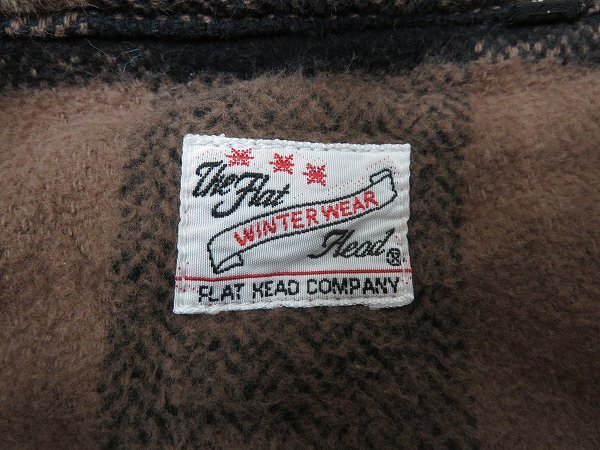 The Flat
WINTER WEAR
Head®
FLAT HEAD COMPANY